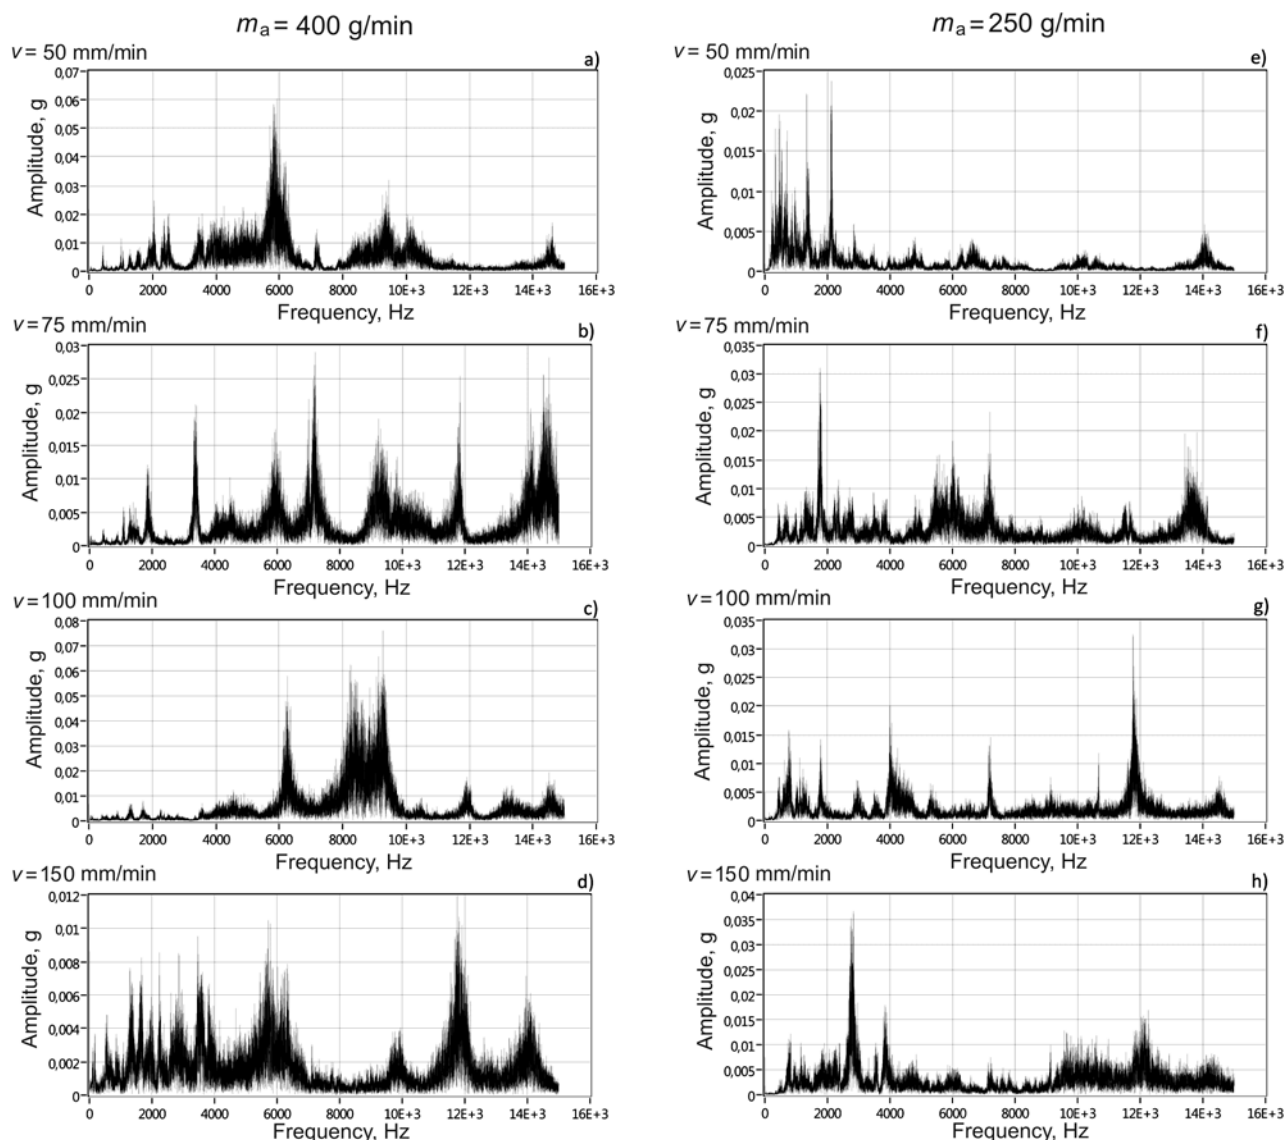 mₐ = 400 g/min
v = 50 mm/min
a)
Amplitude, g
0,07
0,06
0,05
0,04
0,03
0,02
0,01
0
0 2000 4000 6000 8000 10E+3 12E+3 14E+3 16E+3
Frequency, Hz
v = 75 mm/min
b)
Amplitude, g
0,03
0,025
0,02
0,015
0,01
0,005
0
0 2000 4000 6000 8000 10E+3 12E+3 14E+3 16E+3
Frequency, Hz
v = 100 mm/min
c)
Amplitude, g
0,08
0,07
0,06
0,05
0,04
0,03
0,02
0,01
0
0 2000 4000 6000 8000 10E+3 12E+3 14E+3 16E+3
Frequency, Hz
v = 150 mm/min
d)
Amplitude, g
0,012
0,01
0,008
0,006
0,004
0,002
0
0 2000 4000 6000 8000 10E+3 12E+3 14E+3 16E+3
Frequency, Hz
mₐ = 250 g/min
v = 50 mm/min
e)
Amplitude, g
0,025
0,02
0,015
0,01
0,005
0
0 2000 4000 6000 8000 10E+3 12E+3 14E+3 16E+3
Frequency, Hz
v = 75 mm/min
f)
Amplitude, g
0,035
0,03
0,025
0,02
0,015
0,01
0,005
0
0 2000 4000 6000 8000 10E+3 12E+3 14E+3 16E+3
Frequency, Hz
v = 100 mm/min
g)
Amplitude, g
0,035
0,03
0,025
0,02
0,015
0,01
0,005
0
0 2000 4000 6000 8000 10E+3 12E+3 14E+3 16E+3
Frequency, Hz
v = 150 mm/min
h)
Amplitude, g
0,04
0,035
0,03
0,025
0,02
0,015
0,01
0,005
0
0 2000 4000 6000 8000 10E+3 12E+3 14E+3 16E+3
Frequency, Hz